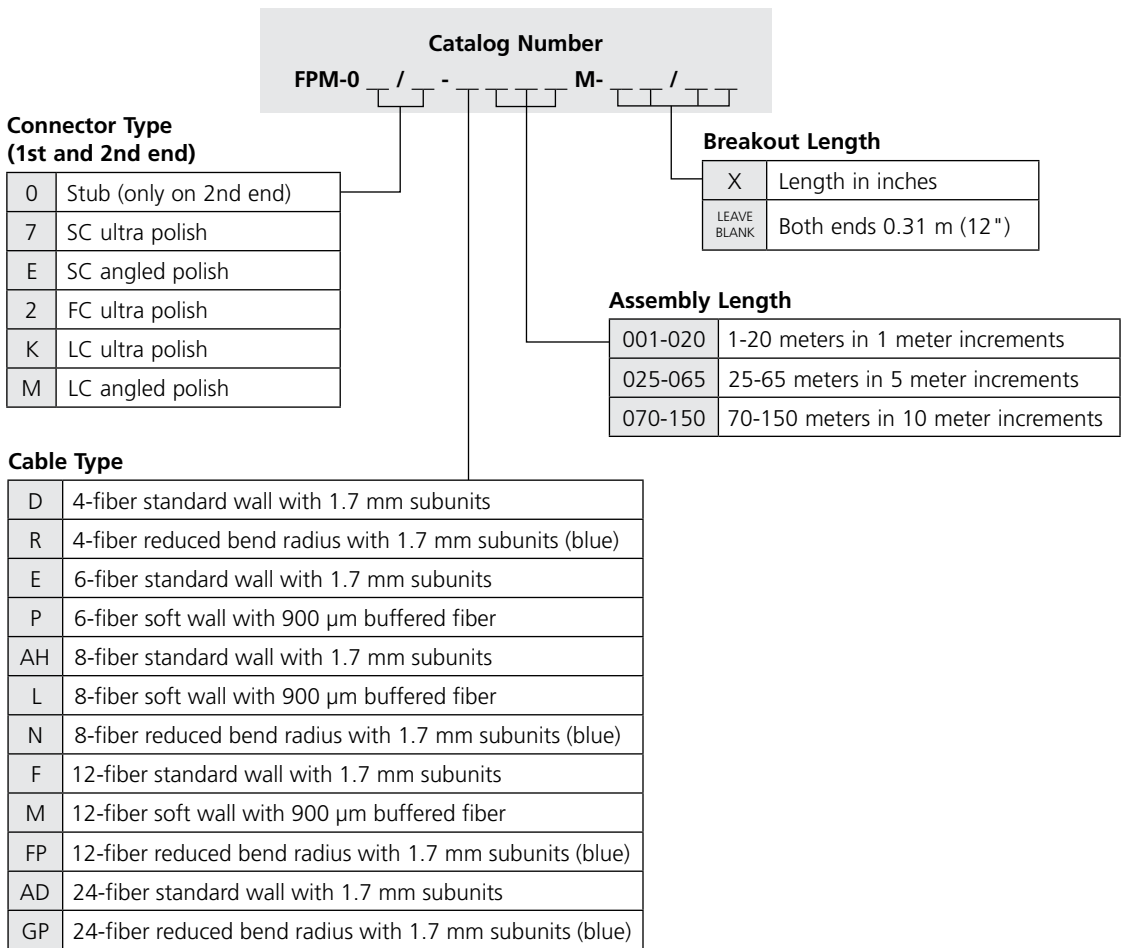 Catalog Number
FPM-0 __ / __ - __ __ __ __ M- __ __ / __ __
Connector Type
(1st and 2nd end)
0 Stub (only on 2nd end)
7 SC ultra polish
E SC angled polish
2 FC ultra polish
K LC ultra polish
M LC angled polish
Breakout Length
X Length in inches
LEAVE
BLANK Both ends 0.31 m (12")
Assembly Length
001-020 1-20 meters in 1 meter increments
025-065 25-65 meters in 5 meter increments
070-150 70-150 meters in 10 meter increments
Cable Type
D 4-fiber standard wall with 1.7 mm subunits
R 4-fiber reduced bend radius with 1.7 mm subunits (blue)
E 6-fiber standard wall with 1.7 mm subunits
P 6-fiber soft wall with 900 µm buffered fiber
AH 8-fiber standard wall with 1.7 mm subunits
L 8-fiber soft wall with 900 µm buffered fiber
N 8-fiber reduced bend radius with 1.7 mm subunits (blue)
F 12-fiber standard wall with 1.7 mm subunits
M 12-fiber soft wall with 900 µm buffered fiber
FP 12-fiber reduced bend radius with 1.7 mm subunits (blue)
AD 24-fiber standard wall with 1.7 mm subunits
GP 24-fiber reduced bend radius with 1.7 mm subunits (blue)